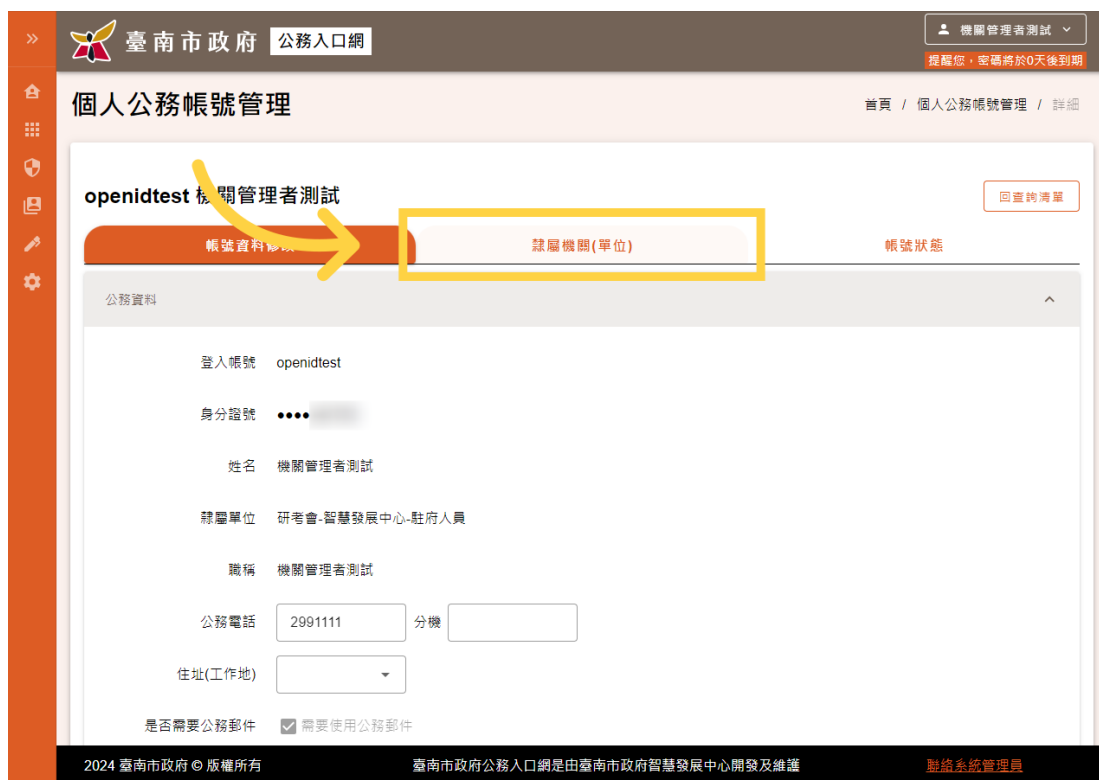 臺南市政府 公務入口網
機關管理者測試
提醒您，密碼將於0天後到期
個人公務帳號管理
首頁 / 個人公務帳號管理 / 詳細
openidtest 機關管理者測試
回查詢清單
帳號資料修改
隸屬機關(單位)
帳號狀態
公務資料
登入帳號 openidtest
身分證號 ••••
姓名 機關管理者測試
隸屬單位 研考會-智慧發展中心-駐府人員
職稱 機關管理者測試
公務電話 2991111 分機
住址(工作地)
是否需要公務郵件 需要使用公務郵件
2024 臺南市政府 © 版權所有
臺南市政府公務入口網是由臺南市政府智慧發展中心開發及維護
聯絡系統管理員